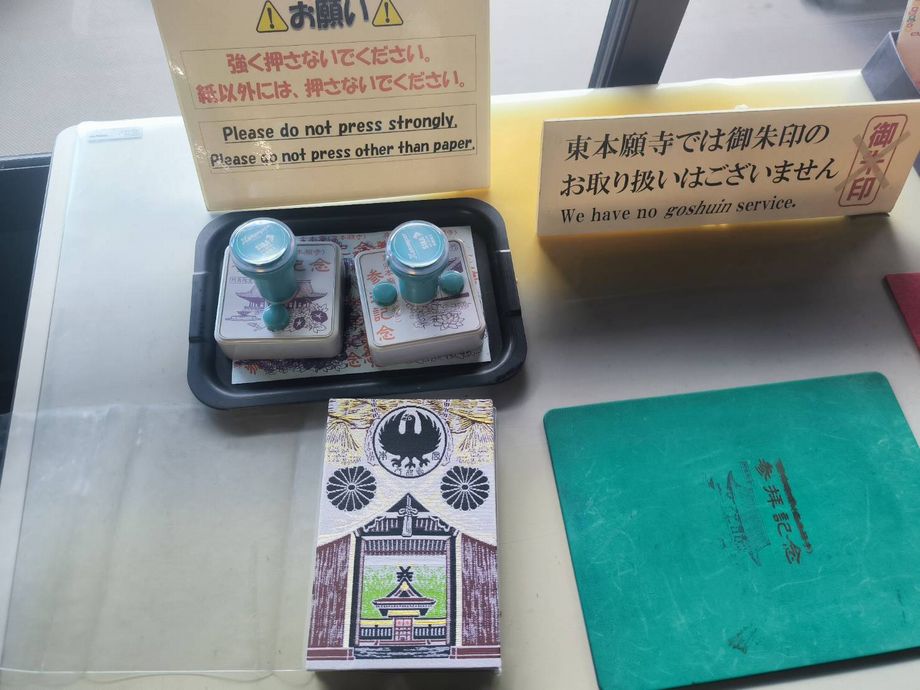 お願い
強く押さないでください。
紙以外には、押さないでください。
Please do not press strongly.
Please do not press other than paper.
東本願寺では御朱印の
お取り扱いはございません
We have no goshuin service.
御朱印
参拝記念